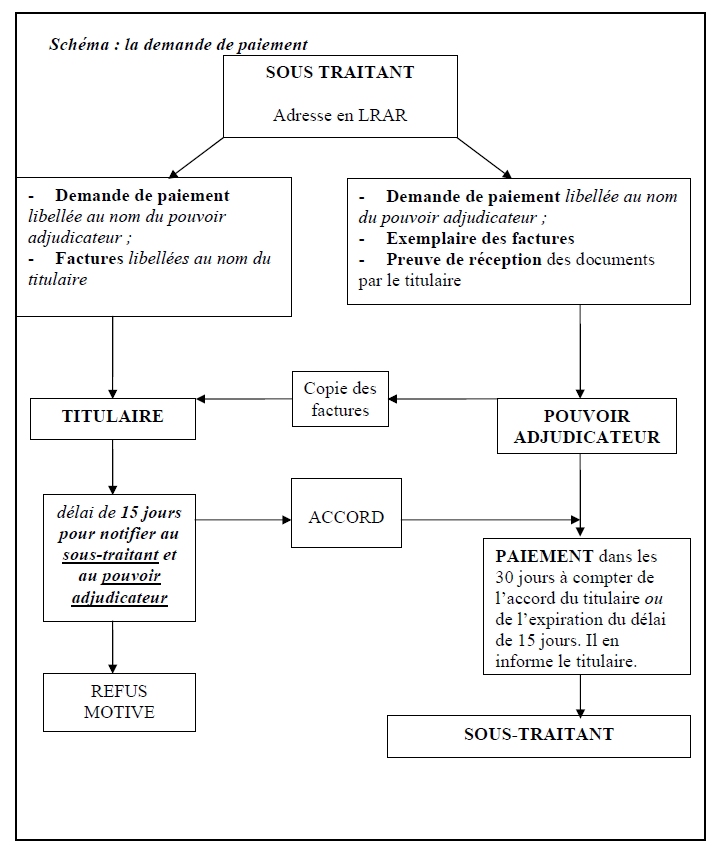 Schéma : la demande de paiement
SOUS TRAITANT
Adresse en LRAR
- Demande de paiement
libellée au nom du pouvoir
adjudicateur ;
- Factures libellées au nom du
titulaire
- Demande de paiement libellée au nom
du pouvoir adjudicateur ;
- Exemplaire des factures
- Preuve de réception des documents
par le titulaire
Copie des
factures
TITULAIRE
POUVOIR
ADJUDICATEUR
délai de 15 jours
pour notifier au
sous-traitant et
au pouvoir
adjudicateur
ACCORD
PAIEMENT dans les
30 jours à compter de
l’accord du titulaire ou
de l’expiration du délai
de 15 jours. Il en
informe le titulaire.
REFUS
MOTIVE
SOUS-TRAITANT